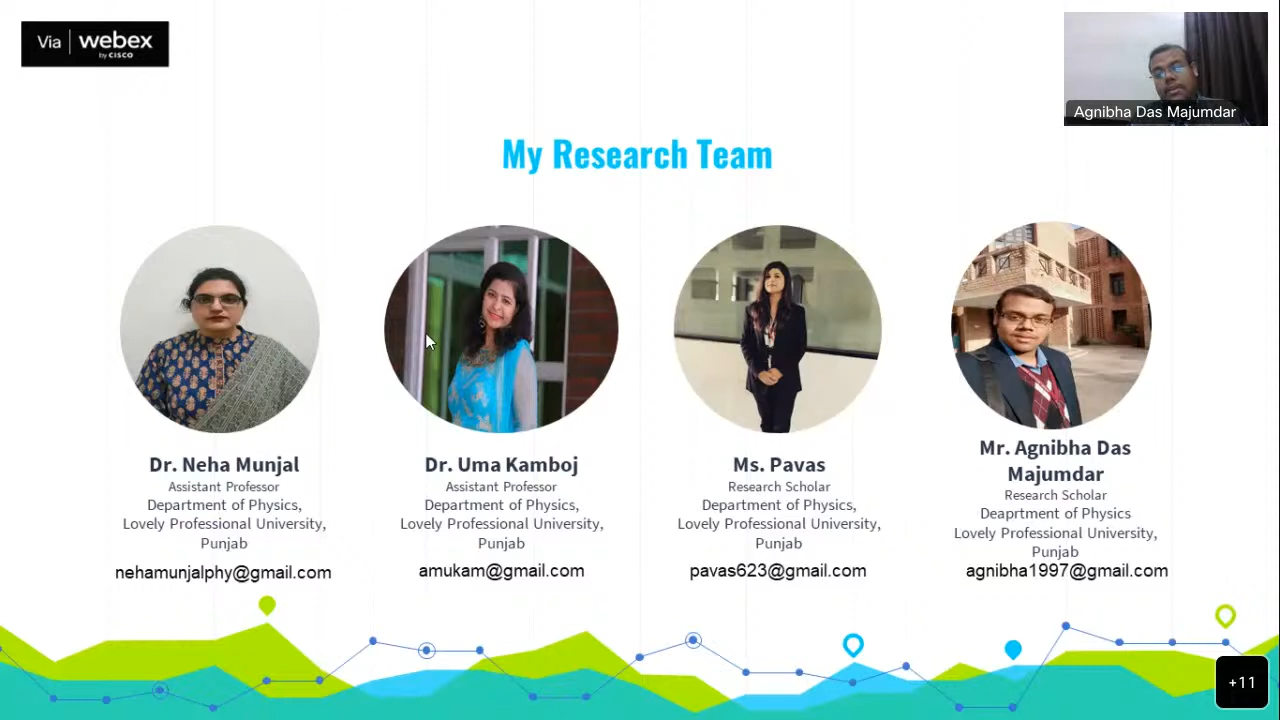 Via webex
by CISCO
Agnibha Das Majumdar
My Research Team
Dr. Neha Munjal
Assistant Professor
Department of Physics,
Lovely Professional University,
Punjab
nehamunjalphy@gmail.com
Dr. Uma Kamboj
Assistant Professor
Department of Physics,
Lovely Professional University,
Punjab
amukam@gmail.com
Ms. Pavas
Research Scholar
Department of Physics,
Lovely Professional University,
Punjab
pavas623@gmail.com
Mr. Agnibha Das
Majumdar
Research Scholar
Deaprtment of Physics
Lovely Professional University,
Punjab
agnibha1997@gmail.com
+11